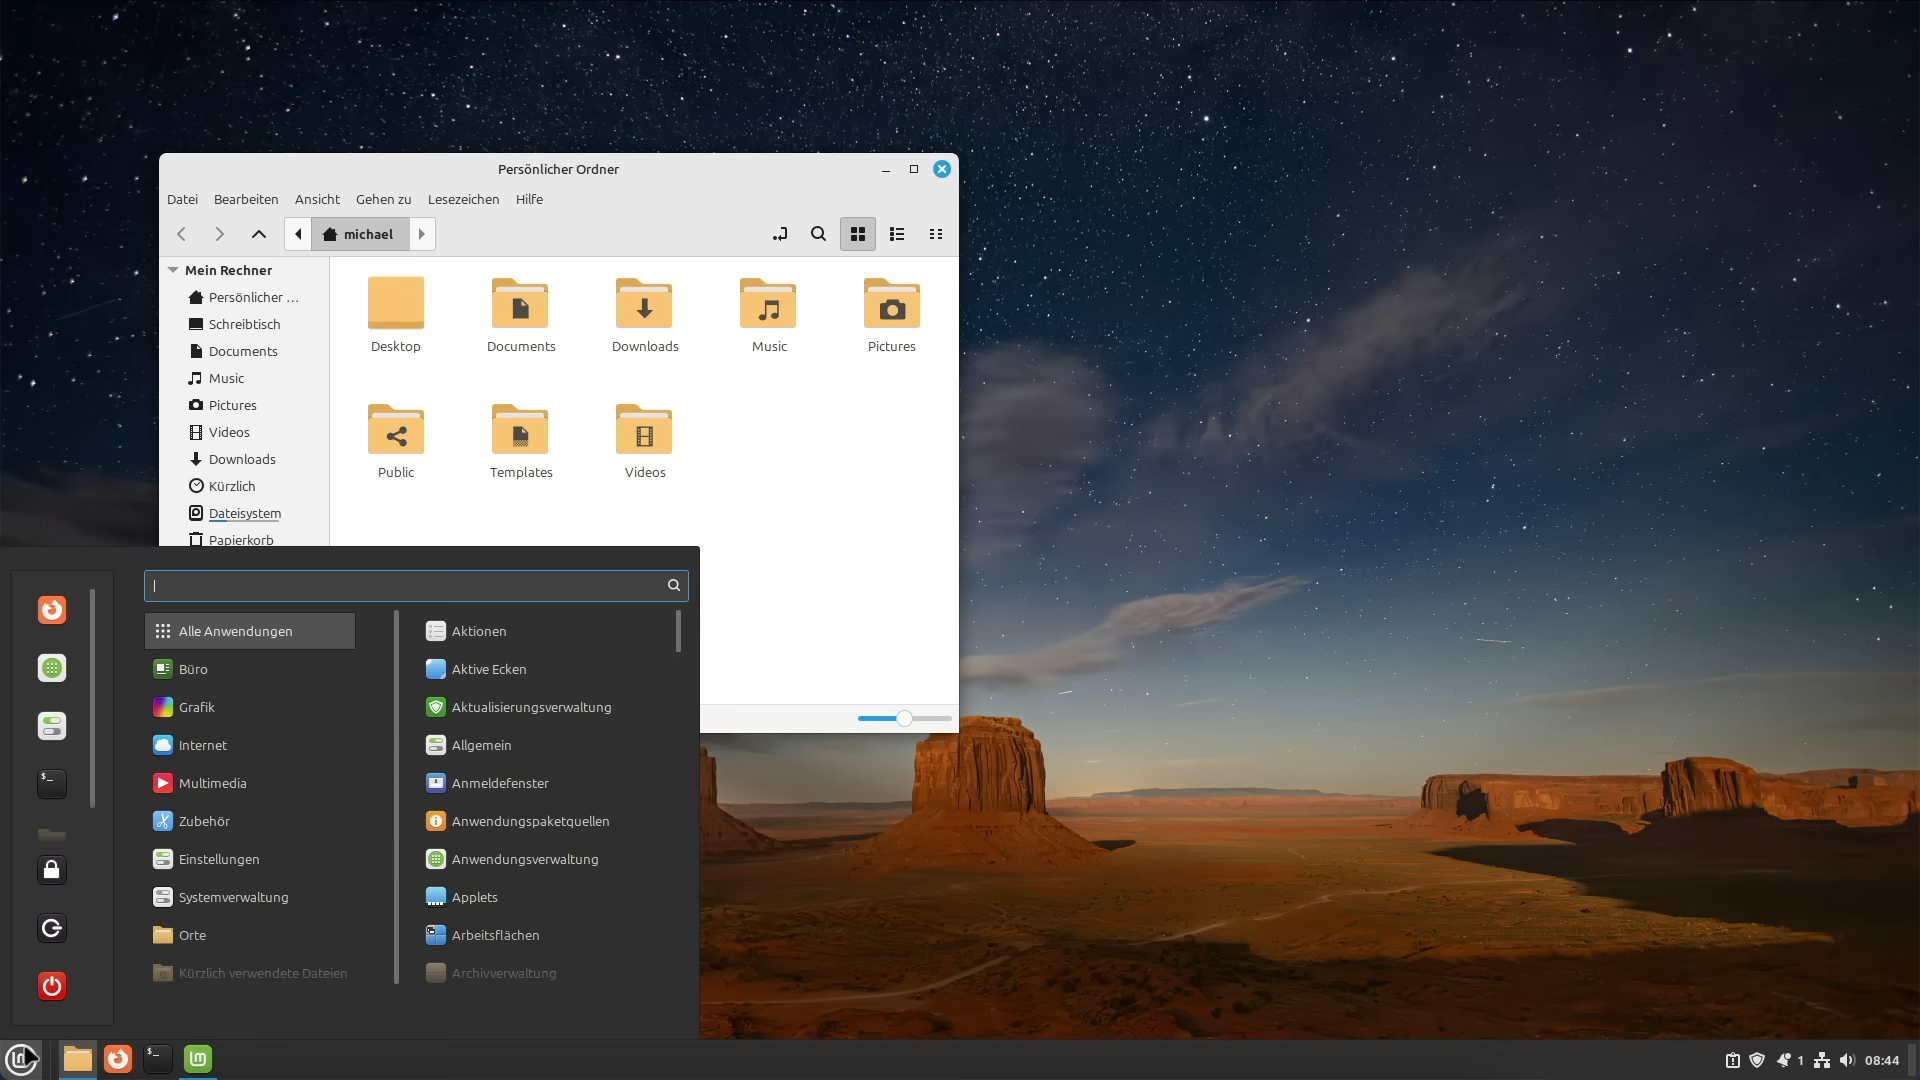 Persönlicher Ordner
Datei Bearbeiten Ansicht Gehen zu Lesezeichen Hilfe
michael
Mein Rechner
Persönlicher ...
Schreibtisch
Documents
Music
Pictures
Videos
Downloads
Kürzlich
Dateisystem
Papierkorb
Desktop Documents Downloads Music Pictures
Public Templates Videos
Alle Anwendungen
Büro
Grafik
Internet
Multimedia
Zubehör
Einstellungen
Systemverwaltung
Orte
Kürzlich verwendete Dateien
Aktionen
Aktive Ecken
Aktualisierungsverwaltung
Allgemein
Anmeldefenster
Anwendungspaketquellen
Anwendungsverwaltung
Applets
Arbeitsflächen
Archivverwaltung
1 08:44